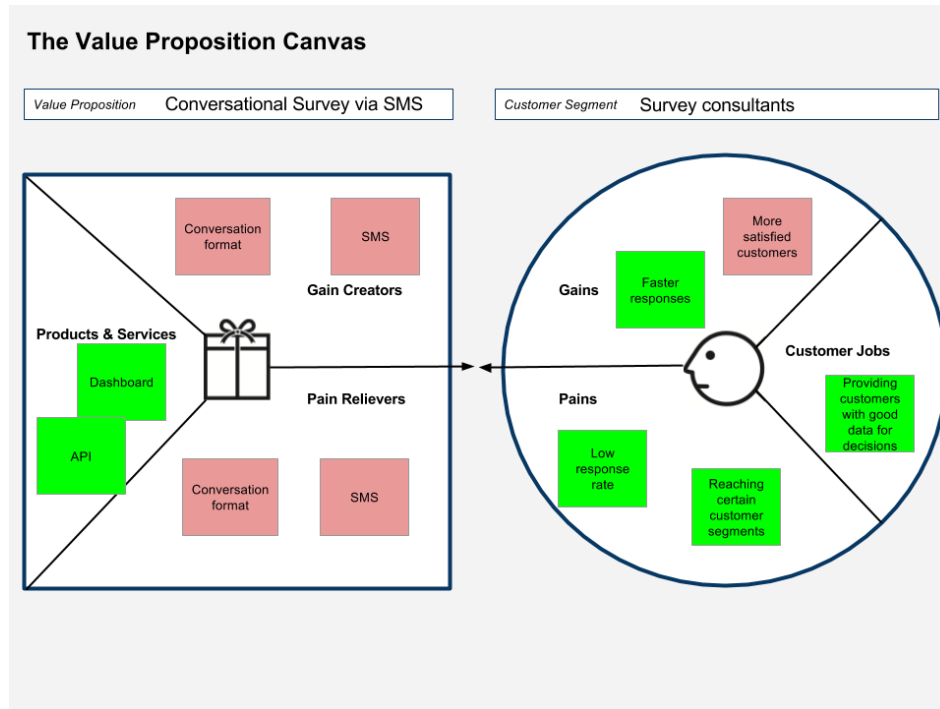 The Value Proposition Canvas
Value Proposition Conversational Survey via SMS
Customer Segment Survey consultants
Conversation
format
SMS
Gain Creators
Products & Services
Dashboard
API
Pain Relievers
Conversation
format
SMS
More
satisfied
customers
Gains
Faster
responses
Customer Jobs
Providing
customers
with good
data for
decisions
Pains
Low
response
rate
Reaching
certain
customer
segments